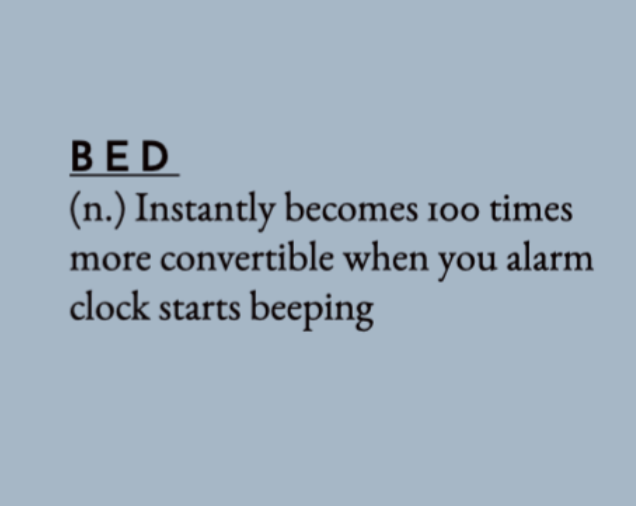 BED
(n.) Instantly becomes 100 times
more convertible when you alarm
clock starts beeping